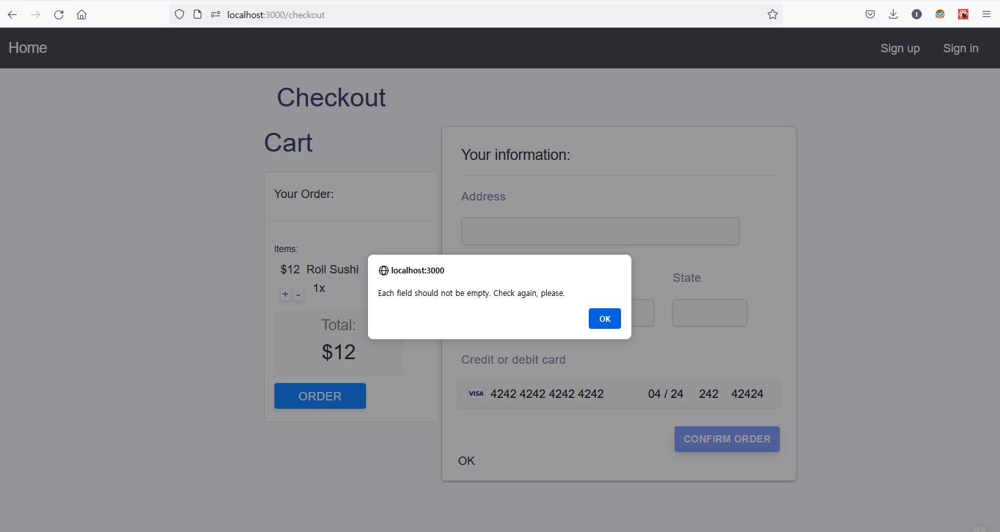 localhost:3000/checkout
Home
Sign up
Sign in
Checkout
Cart
Your Order:
Items:
$12 Roll Sushi
+ - 1x
Total:
$12
ORDER
Your information:
Address
State
localhost:3000
Each field should not be empty. Check again, please.
OK
Credit or debit card
VISA 4242 4242 4242 4242 04 / 24 242 42424
CONFIRM ORDER
OK